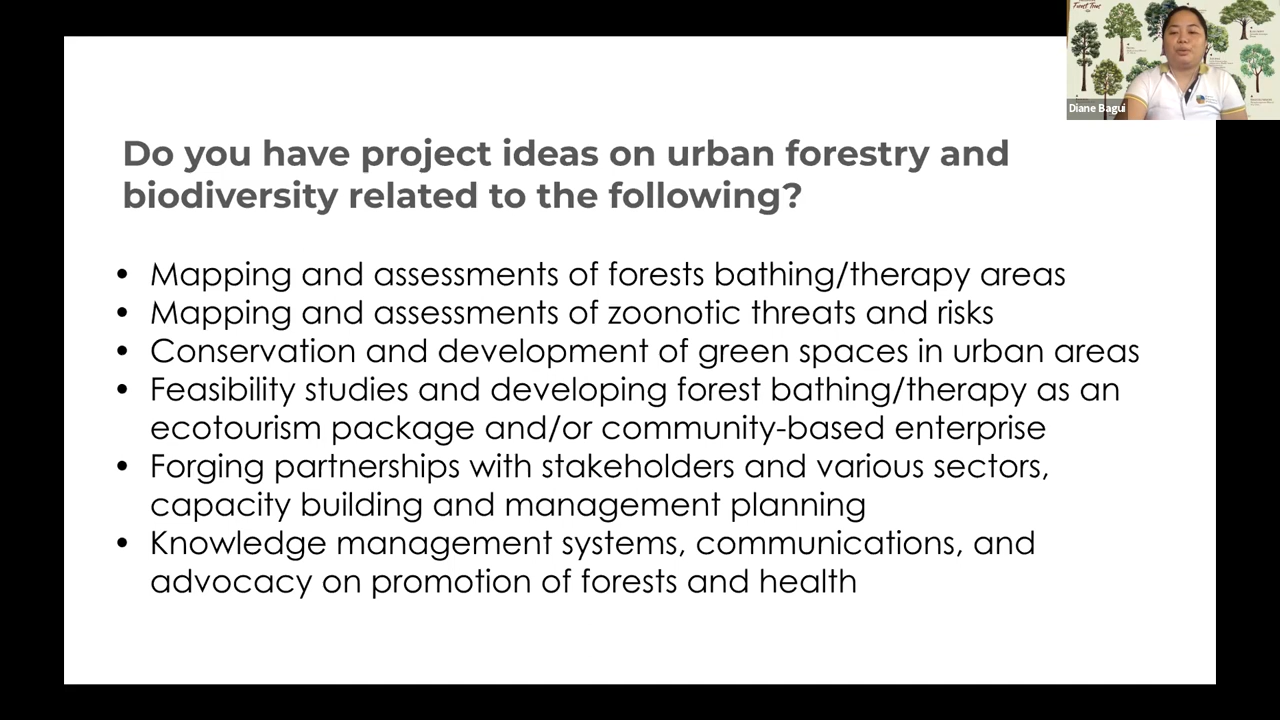 Do you have project ideas on urban forestry and
biodiversity related to the following?
• Mapping and assessments of forests bathing/therapy areas
• Mapping and assessments of zoonotic threats and risks
• Conservation and development of green spaces in urban areas
• Feasibility studies and developing forest bathing/therapy as an
ecotourism package and/or community-based enterprise
• Forging partnerships with stakeholders and various sectors,
capacity building and management planning
• Knowledge management systems, communications, and
advocacy on promotion of forests and health
Diane Bagui